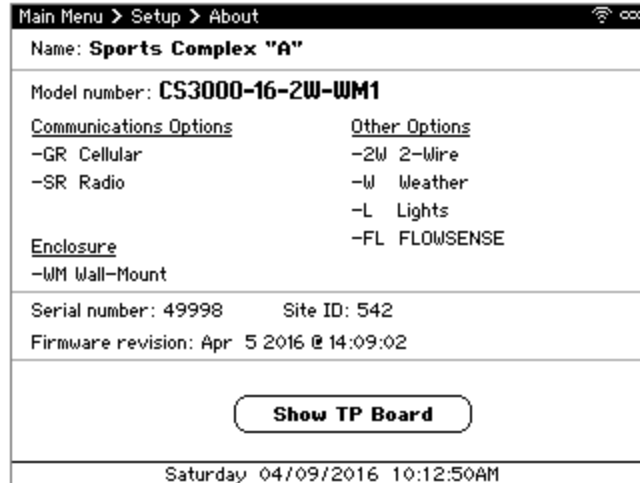 Main Menu > Setup > About
Name: Sports Complex "A"
Model number: CS3000-16-2W-WM1
Communications Options
-GR Cellular
-SR Radio
Enclosure
-WM Wall-Mount
Other Options
-2W 2-Wire
-W Weather
-L Lights
-FL FLOWSENSE
Serial number: 49998 Site ID: 542
Firmware revision: Apr 5 2016 @ 14:09:02
Show TP Board
Saturday 04/09/2016 10:12:50AM